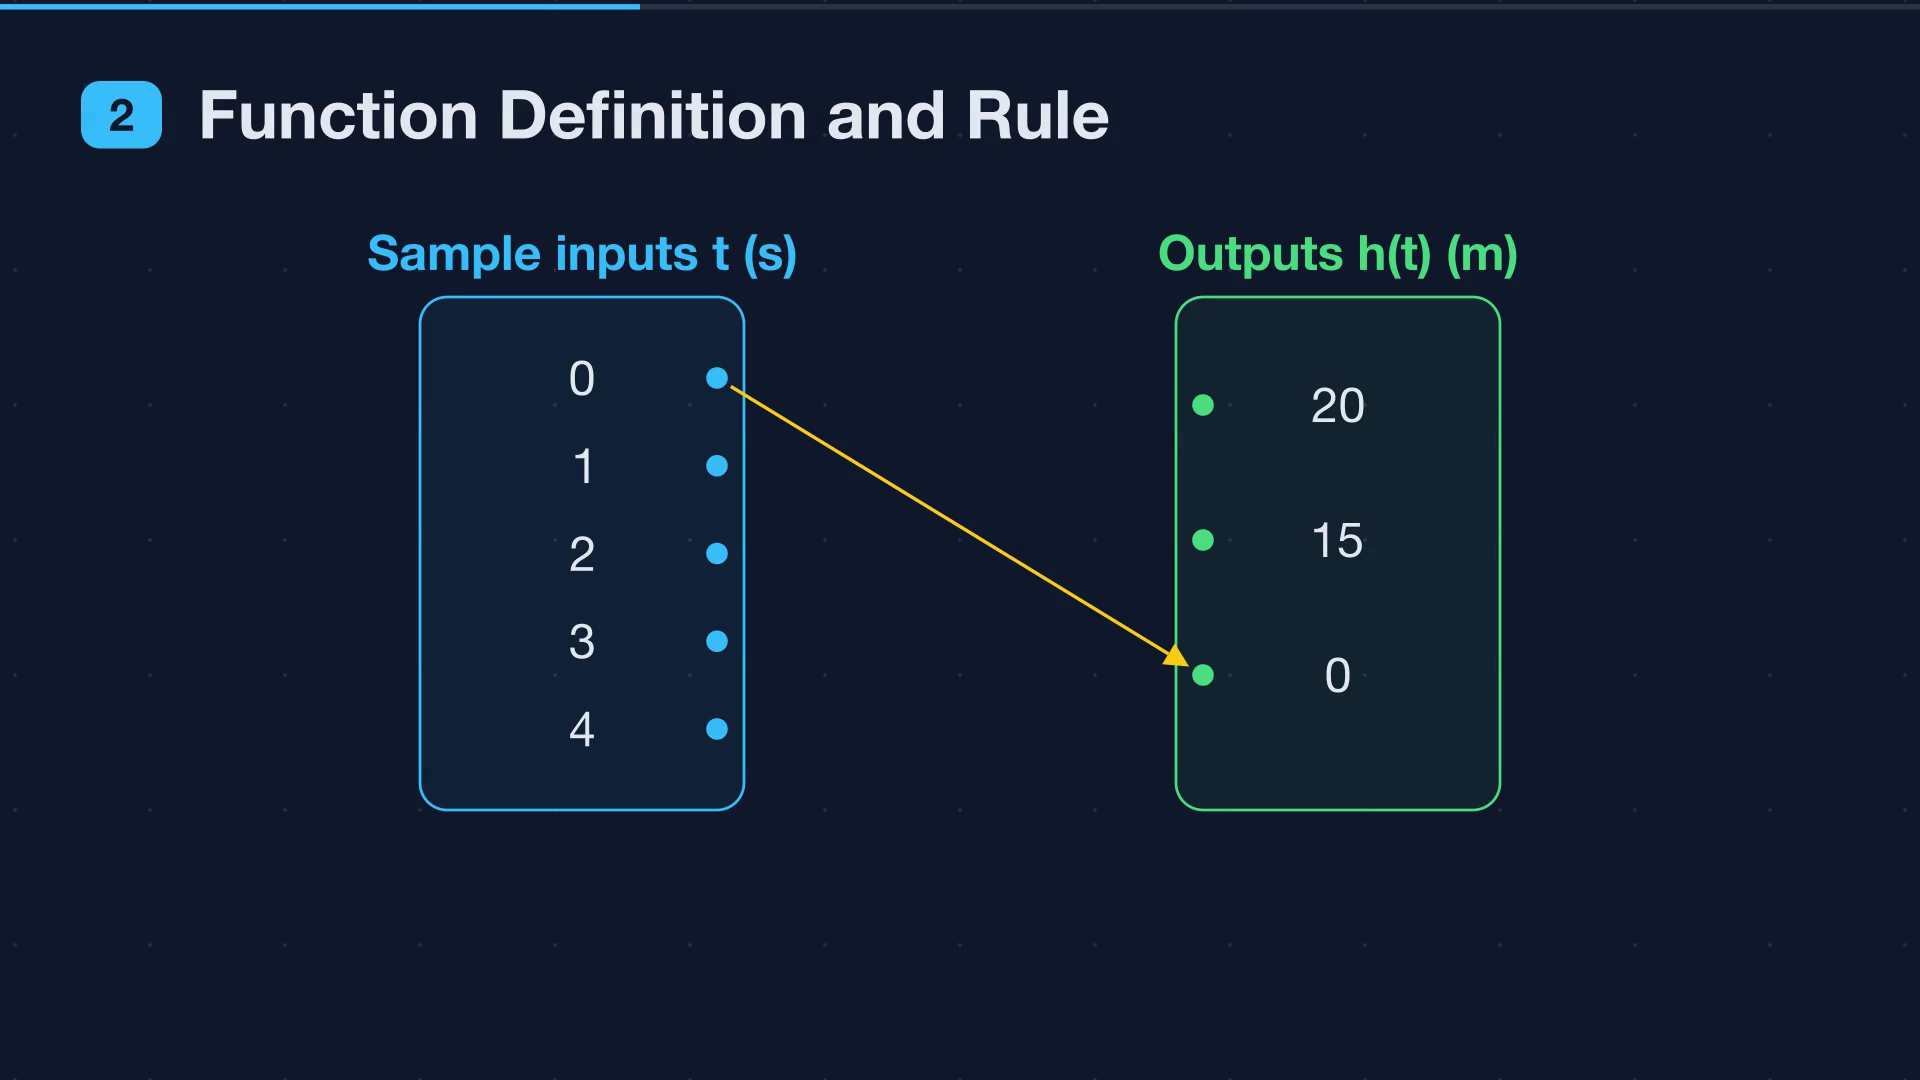 2 Function Definition and Rule
Sample inputs t (s)
0
1
2
3
4
Outputs h(t) (m)
20
15
0